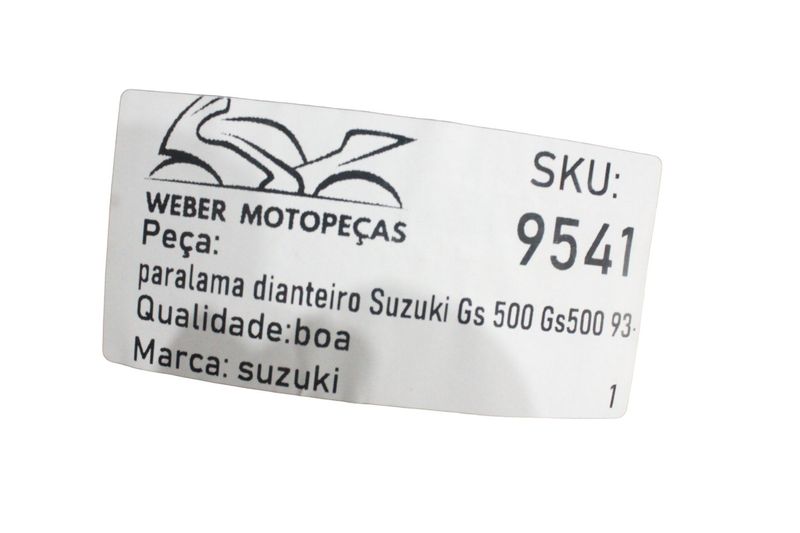 WEBER MOTOPEÇAS
SKU:
9541
Peça:
paralama dianteiro Suzuki Gs 500 Gs500 93-
Qualidade:boa
Marca: suzuki
1